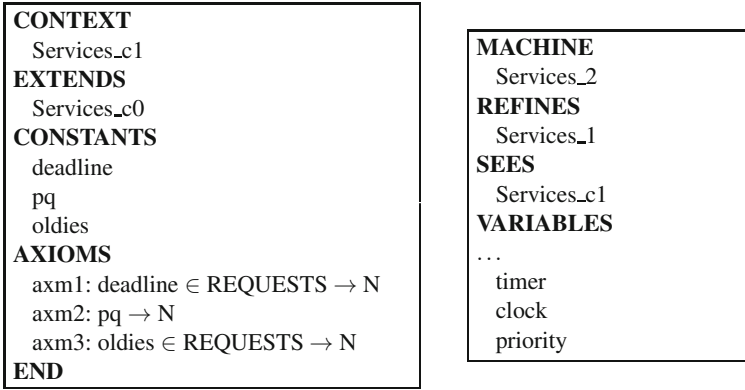 CONTEXT
Services_c1
EXTENDS
Services_c0
CONSTANTS
deadline
pq
oldies
AXIOMS
axm1: deadline ∈ REQUESTS → N
axm2: pq → N
axm3: oldies ∈ REQUESTS → N
END
MACHINE
Services_2
REFINES
Services_1
SEES
Services_c1
VARIABLES
...
timer
clock
priority